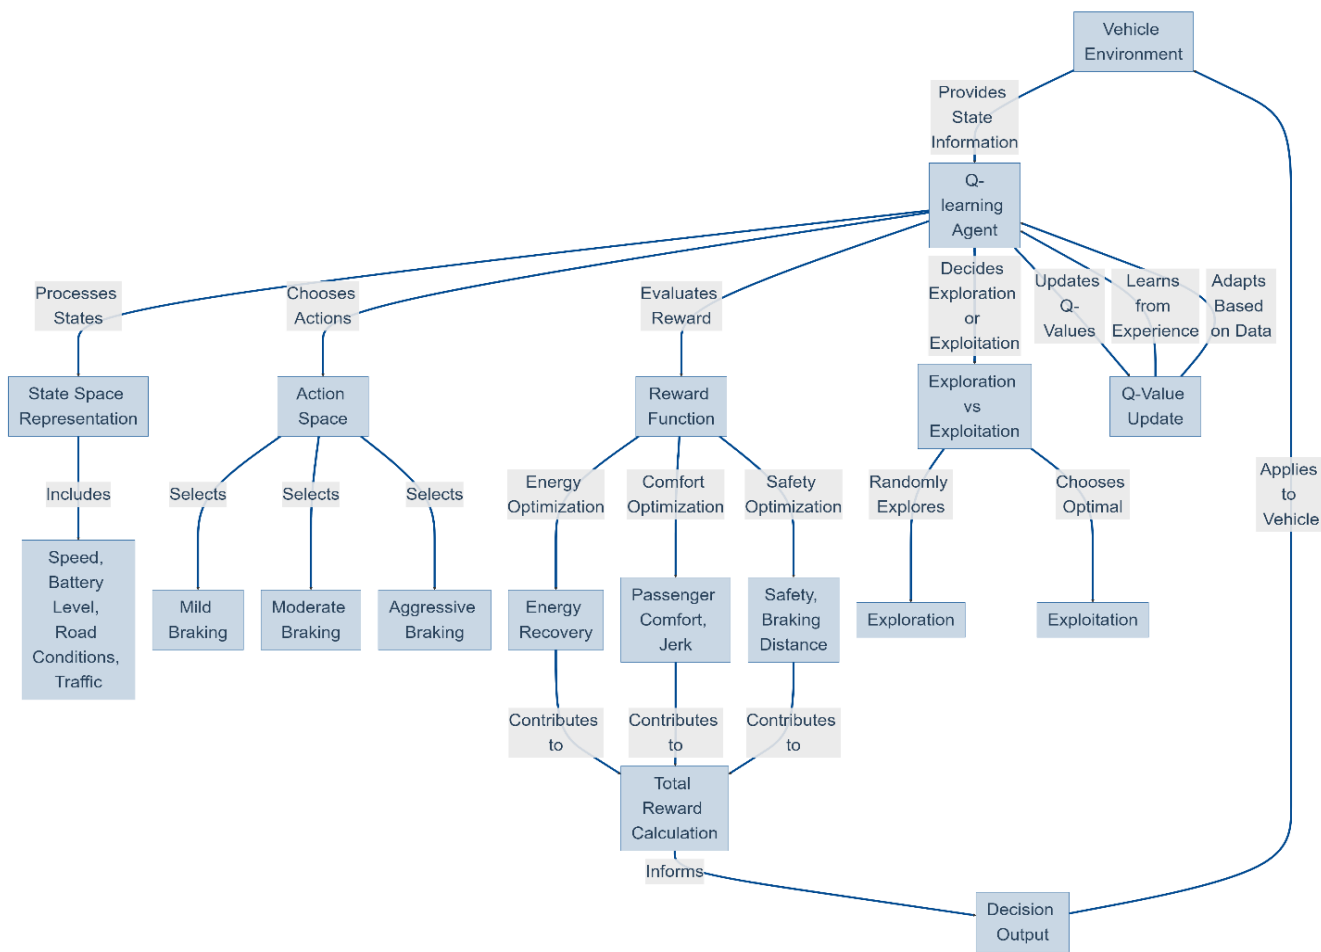 Vehicle
Environment
Provides
State
Information
Q-
learning
Agent
Processes
States
Chooses
Actions
Evaluates
Reward
Decides
Exploration
or
Exploitation
Updates
Q-
Values
Learns
from
Experience
Adapts
Based
on Data
State Space
Representation
Action
Space
Reward
Function
Exploration
vs
Exploitation
Q-Value
Update
Includes
Selects
Selects
Selects
Energy
Optimization
Comfort
Optimization
Safety
Optimization
Randomly
Explores
Chooses
Optimal
Applies
to
Vehicle
Speed,
Battery
Level,
Road
Conditions,
Traffic
Mild
Braking
Moderate
Braking
Aggressive
Braking
Energy
Recovery
Passenger
Comfort,
Jerk
Safety,
Braking
Distance
Exploration
Exploitation
Contributes
to
Contributes
to
Contributes
to
Total
Reward
Calculation
Informs
Decision
Output